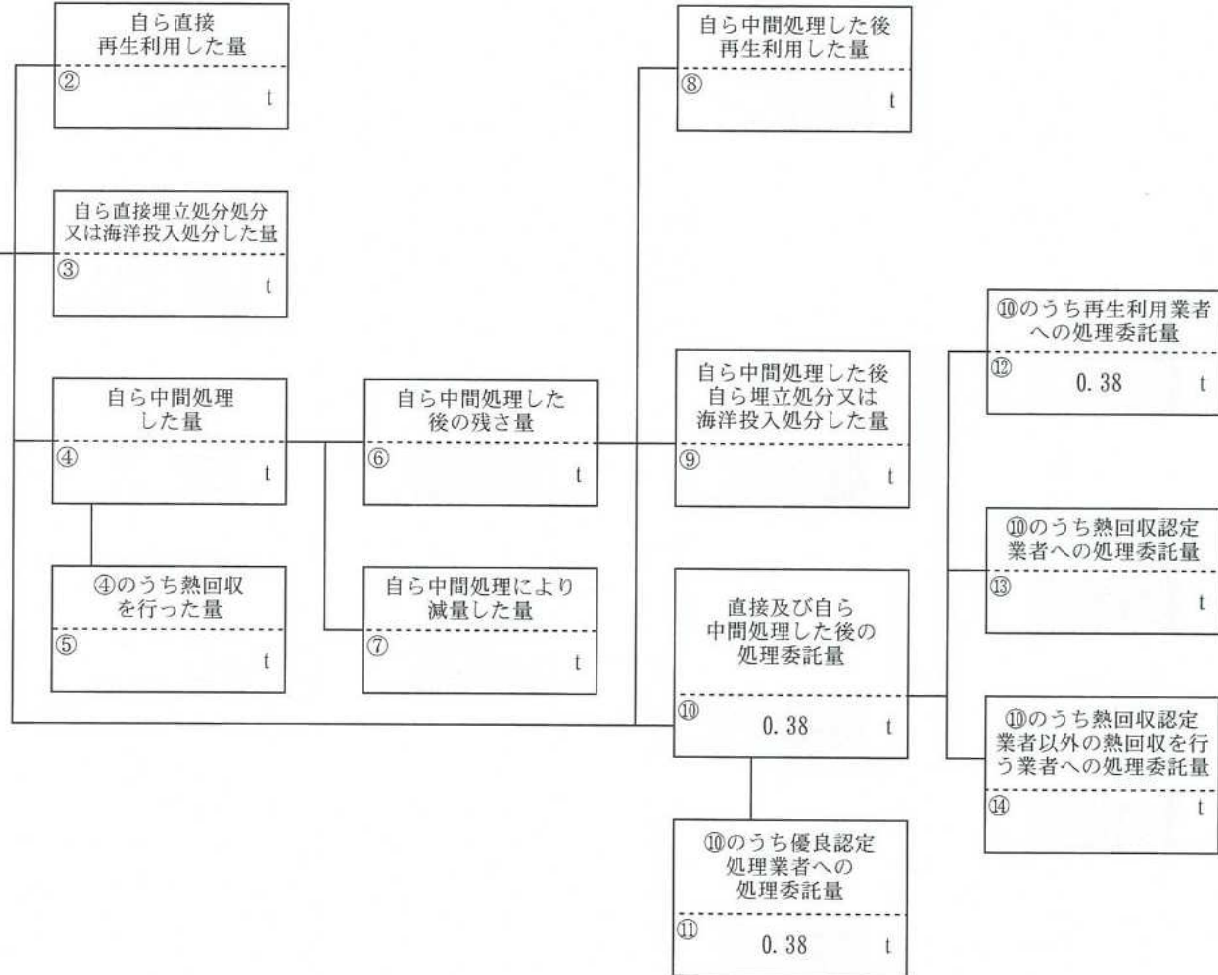 自ら直接
再生利用した量
②
t
自ら直接埋立処分処分
又は海洋投入処分した量
③
t
自ら中間処理
した量
④
t
④のうち熱回収
を行った量
⑤
t
自ら中間処理した
後の残さ量
⑥
t
自ら中間処理により
減量した量
⑦
t
自ら中間処理した後
再生利用した量
⑧
t
自ら中間処理した後
自ら埋立処分又は
海洋投入処分した量
⑨
t
直接及び自ら
中間処理した後の
処理委託量
⑩ 0.38 t
⑩のうち優良認定
処理業者への
処理委託量
⑪ 0.38 t
⑩のうち再生利用業者
への処理委託量
⑫ 0.38 t
⑩のうち熱回収認定
業者への処理委託量
⑬
t
⑩のうち熱回収認定
業者以外の熱回収を行
う業者への処理委託量
⑭
t